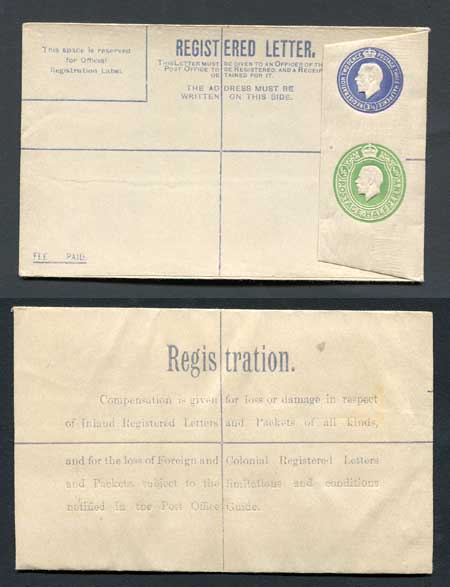 This space is reserved
for Official
Registration Label.
REGISTERED LETTER.
THIS LETTER MUST BE GIVEN TO AN OFFICER OF THE
POST OFFICE TO BE REGISTERED, AND A RECEIPT
OBTAINED FOR IT.
THE ADDRESS MUST BE
WRITTEN ON THIS SIDE.
POSTAGE HALFPENNY
FEE PAID.
Registration.
Compensation is given for loss or damage in respect
of Inland Registered Letters and Packets of all kinds,
and for the loss of Foreign and Colonial Registered Letters
and Packets, subject to the limitations and conditions
notified in the Post Office Guide.